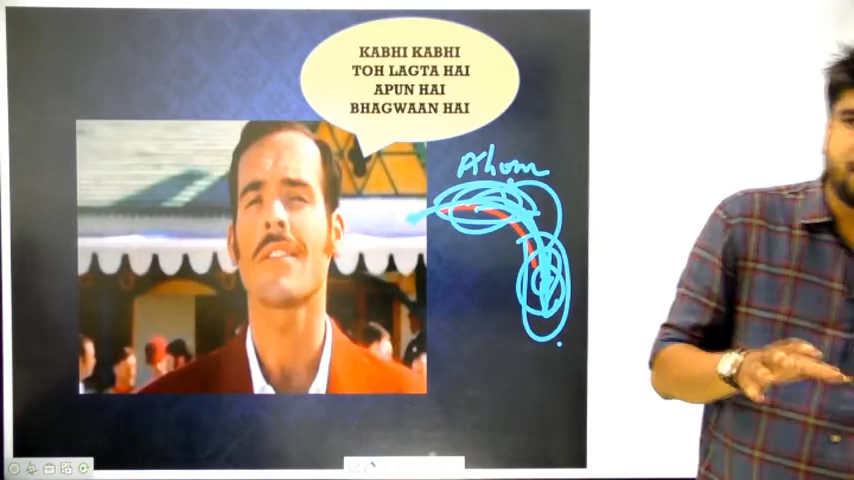 KABHI KABHI
TOH LAGTA HAI
APUN HAI
BHAGWAAN HAI
Ahom